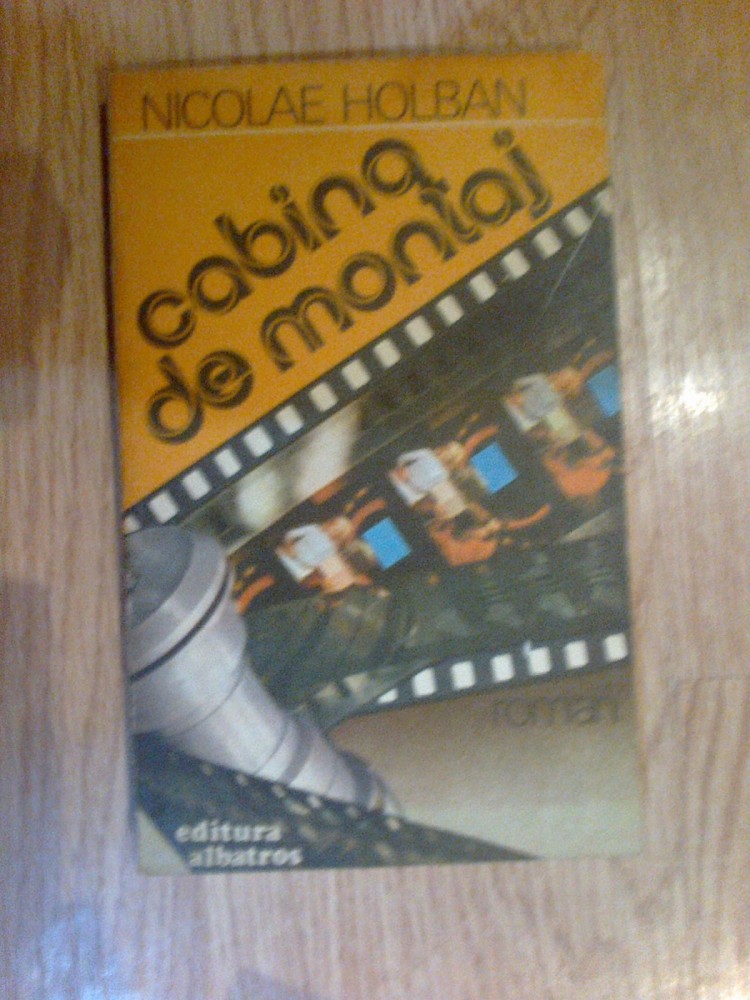 NICOLAE HOLBAN
cabina
de montaj
roman
editura
albatros